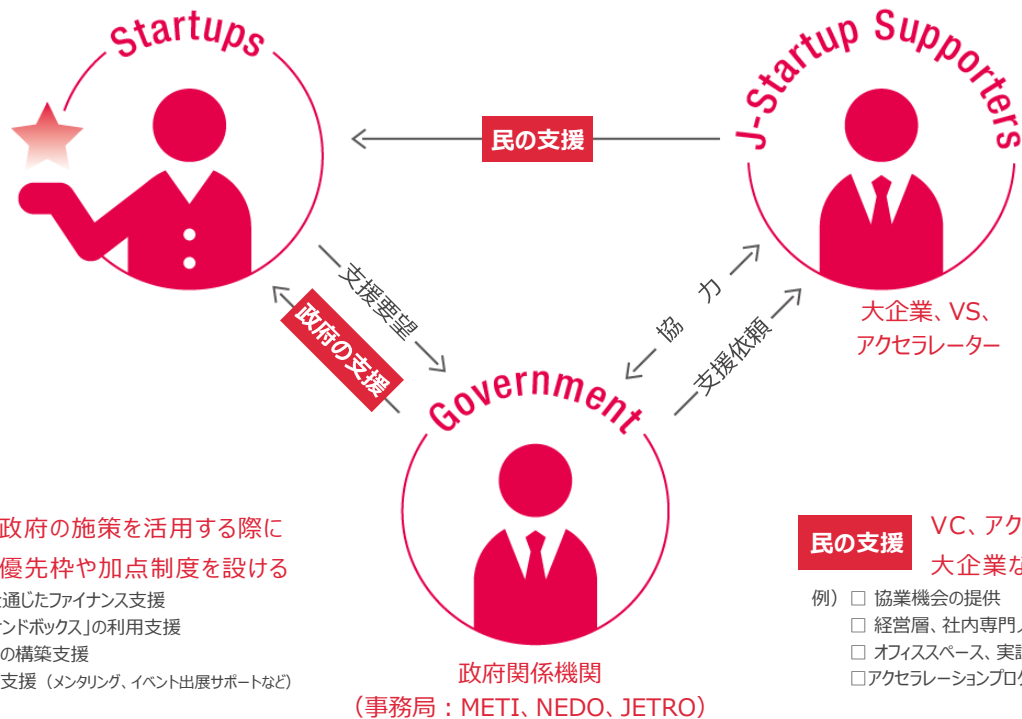 Startups
J-Startup Supporters
民の支援
支援要望
政府の支援
協 力
支援依頼
大企業、VS、
アクセラレーター
Government
政府関係機関
（事務局：METI、NEDO、JETRO）
政府の施策を活用する際に
優先枠や加点制度を設ける
通じたファイナンス支援
ンドボックス」の利用支援
の構築支援
支援（メンタリング、イベント出展サポートなど）
民の支援
VC、アク
大企業な
例）□ 協業機会の提供
□ 経営層、社内専門
□ オフィススペース、実
□アクセラレーションプログ